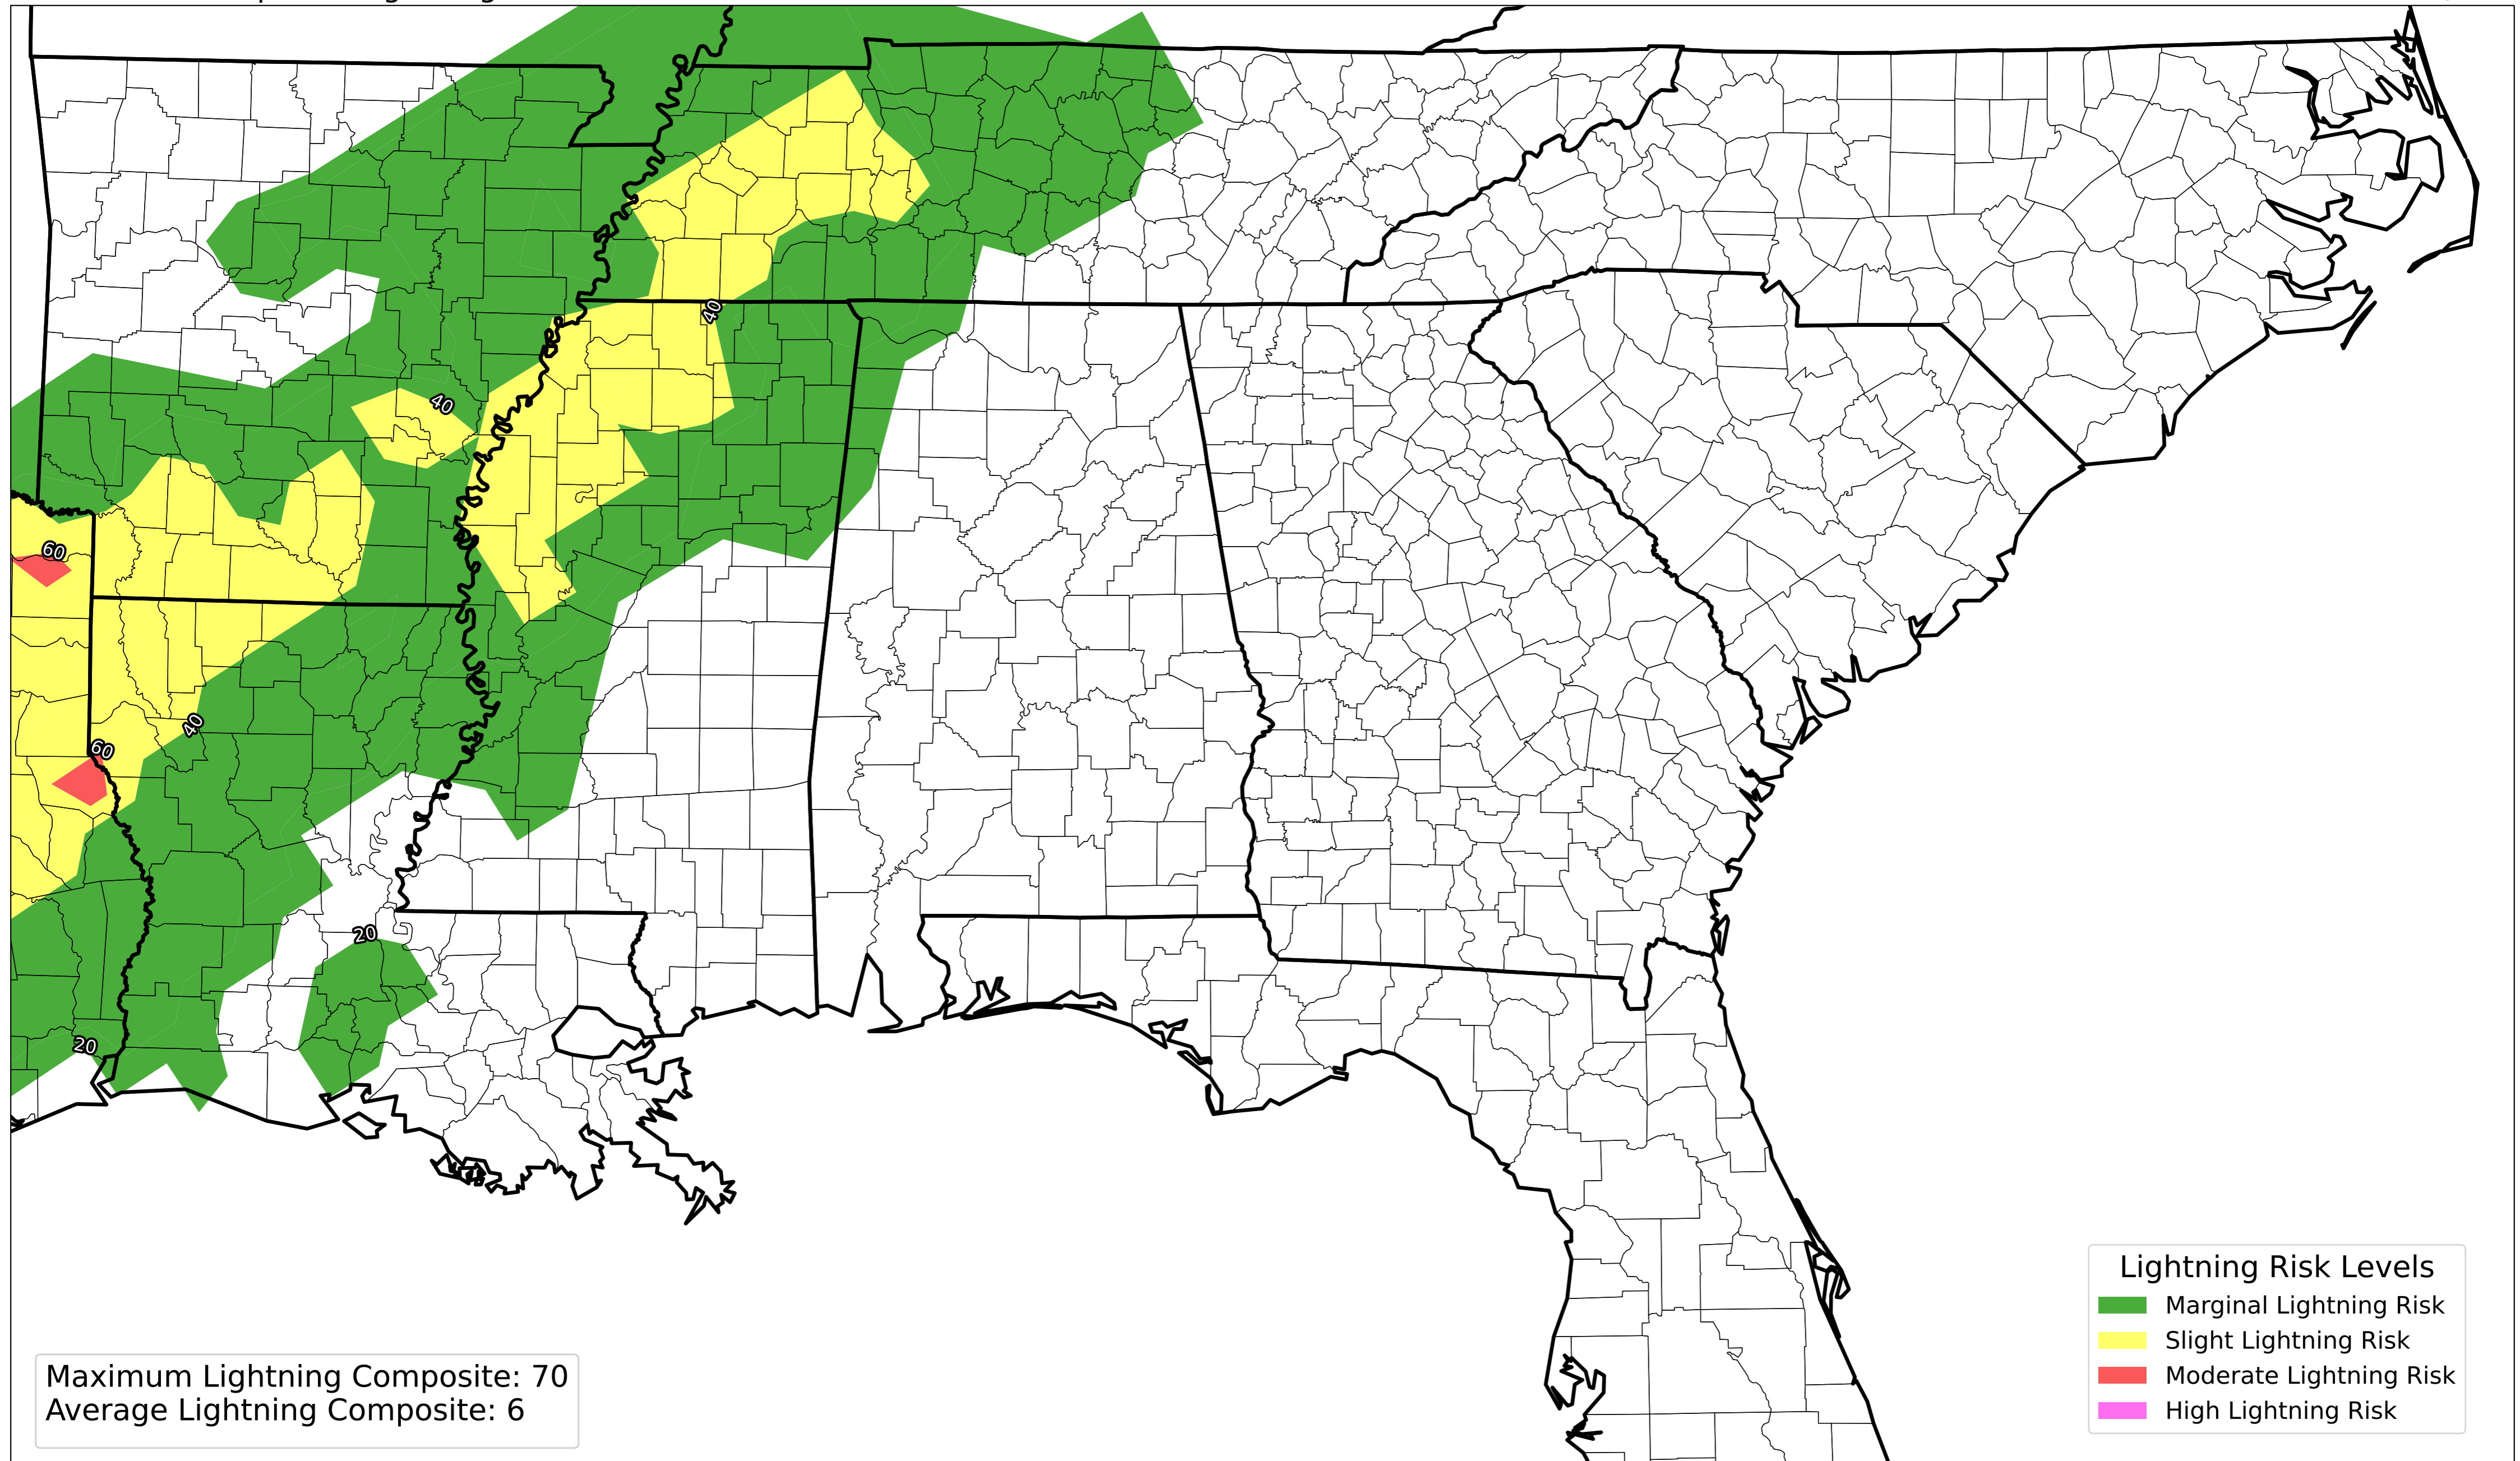 40
40
60
40
60
20
20
Lightning Risk Levels
Marginal Lightning Risk
Slight Lightning Risk
Moderate Lightning Risk
High Lightning Risk
Maximum Lightning Composite: 70
Average Lightning Composite: 6